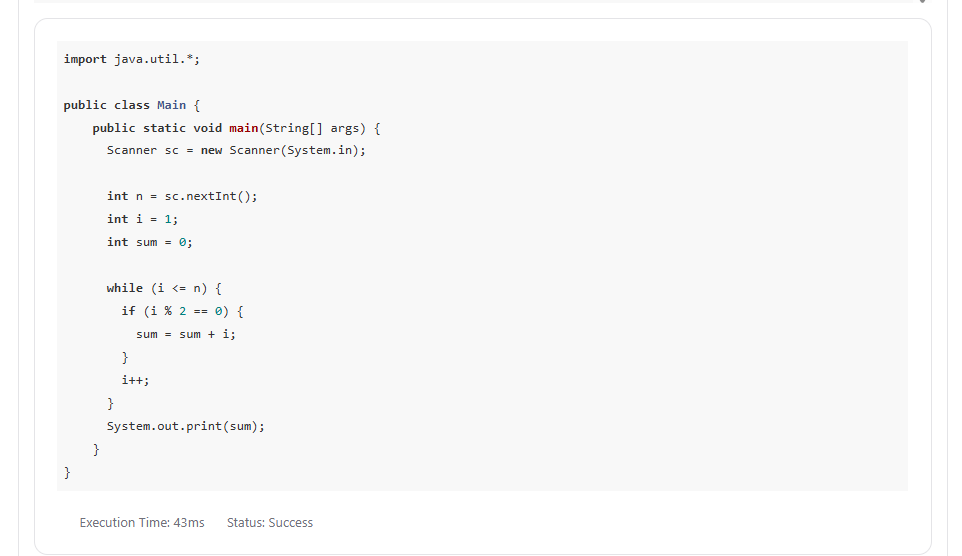 import java.util.*;
public class Main {
public static void main(String[] args) {
Scanner sc = new Scanner(System.in);
int n = sc.nextInt();
int i = 1;
int sum = 0;
while (i <= n) {
if (i % 2 == 0) {
sum = sum + i;
}
i++;
}
System.out.print(sum);
}
}
Execution Time: 43ms Status: Success